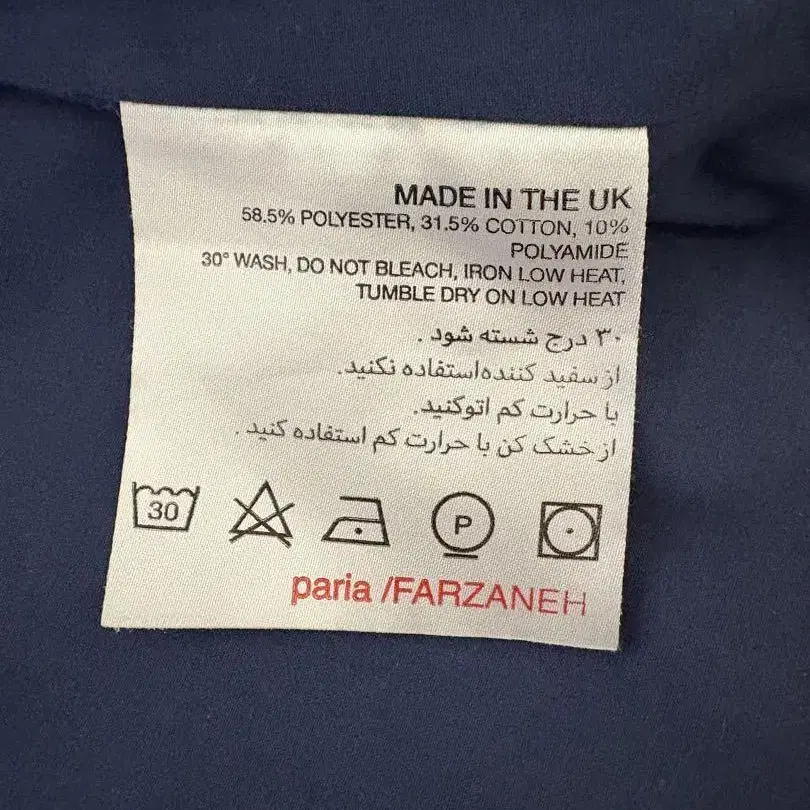 MADE IN THE UK
58.5% POLYESTER, 31.5% COTTON, 10%
POLYAMIDE
30° WASH, DO NOT BLEACH, IRON LOW HEAT,
TUMBLE DRY ON LOW HEAT
۳۰ درج شسته شود .
از سفید کننده‌استفاده نکنید.
با حرارت کم اتوکنید.
از خشک کن با حرارت کم استفاده کنید .
30
P
paria /FARZANEH